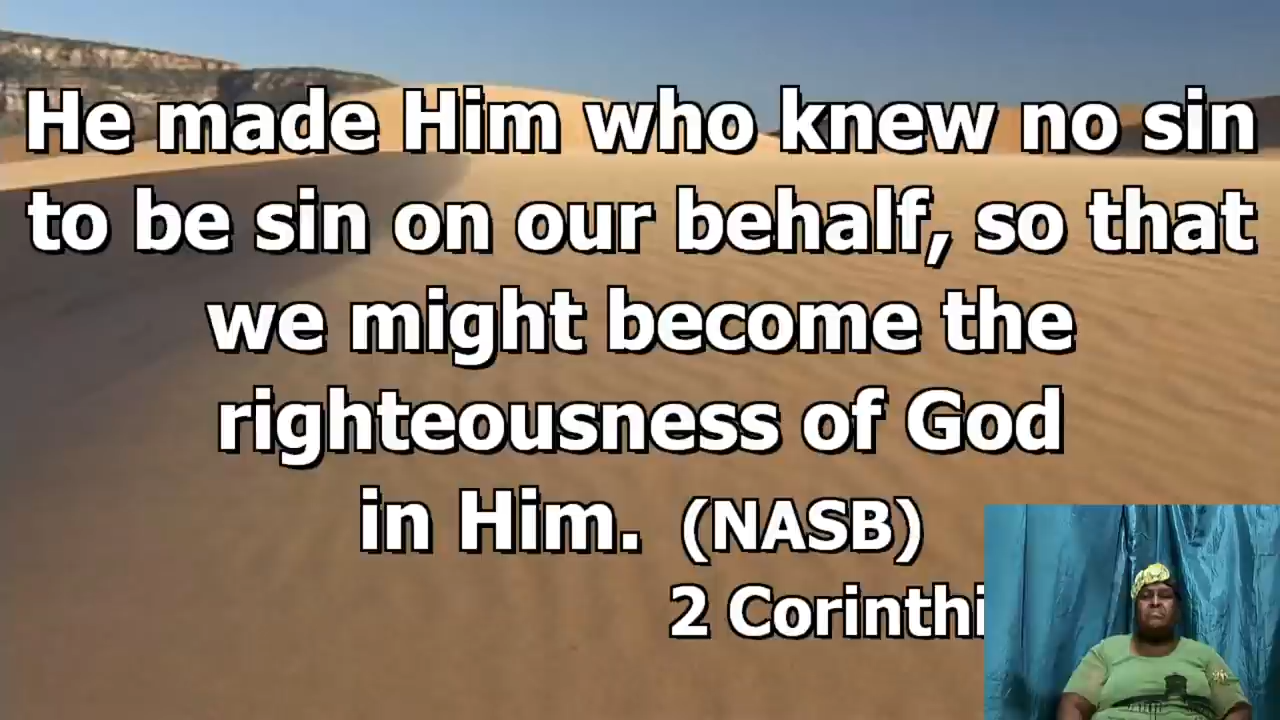 He made Him who knew no sin
to be sin on our behalf, so that
we might become the
righteousness of God
in Him. (NASB)
2